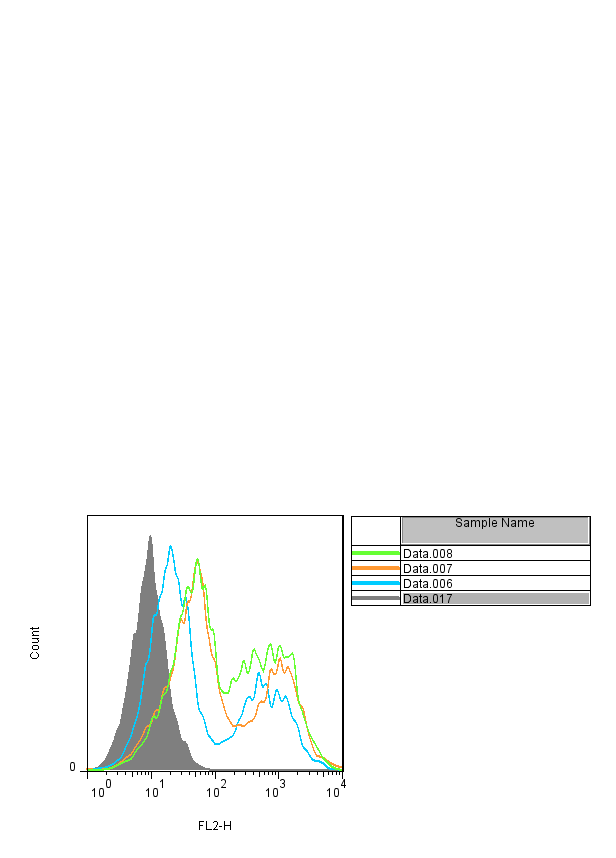 Sample Name
Data.008
Data.007
Data.006
Data.017
Count
0
10^0 10^1 10^2 10^3 10^4
FL2-H